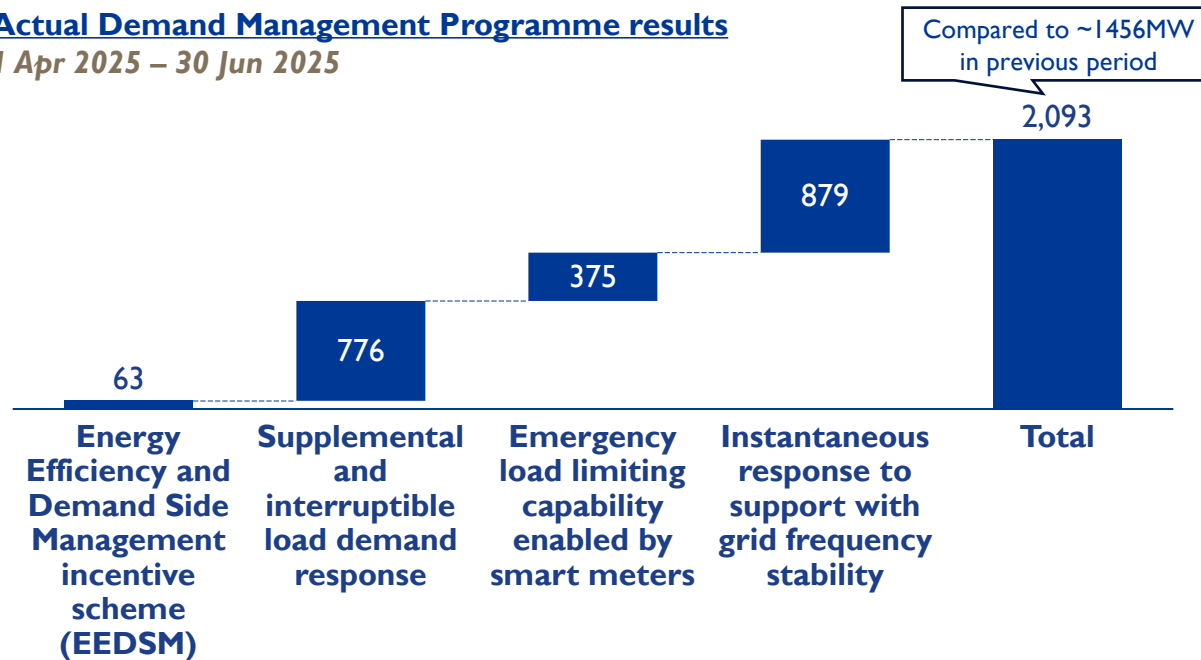 Actual Demand Management Programme results
1 Apr 2025 – 30 Jun 2025
Compared to ~1456MW
in previous period
2,093
879
375
776
63
Energy
Efficiency and
Demand Side
Management
incentive
scheme
(EEDSM)
Supplemental
and
interruptible
load demand
response
Emergency
load limiting
capability
enabled by
smart meters
Instantaneous
response to
support with
grid frequency
stability
Total